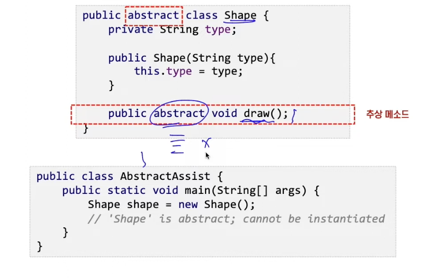 public abstract class Shape {
private String type;
public Shape(String type){
this.type = type;
}
public abstract void draw();
추상 메소드
}
public class AbstractAssist {
public static void main(String[] args) {
Shape shape = new Shape();
// 'Shape' is abstract; cannot be instantiated
}
}